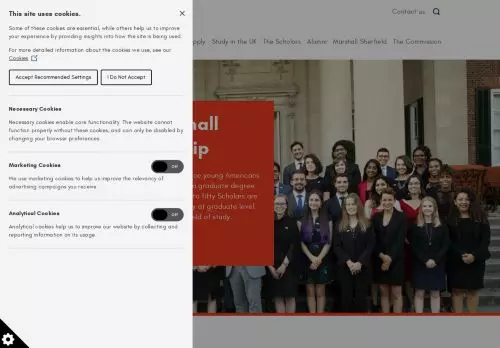 This site uses cookies.
Some of these cookies are essential, while others help us to improve
your experience by providing insights into how the site is being used.
For more detailed information about the cookies we use, see our
Cookies
Accept Recommended Settings
I Do Not Accept
Necessary Cookies
Necessary cookies enable core functionality. The website cannot
function properly without these cookies, and can only be disabled by
changing your browser preferences.
Marketing Cookies
Off
We use marketing cookies to help us improve the relevancy of
advertising campaigns you receive.
Analytical Cookies
Off
Analytical cookies help us to improve our website by collecting and
reporting information on its usage.
Contact us
pply Study in the UK The Scholars Alumni Marshall Sherfield The Commission
hall
ip
ce young Americans
a graduate degree
to fifty Scholars are
y at graduate level
eld of study.